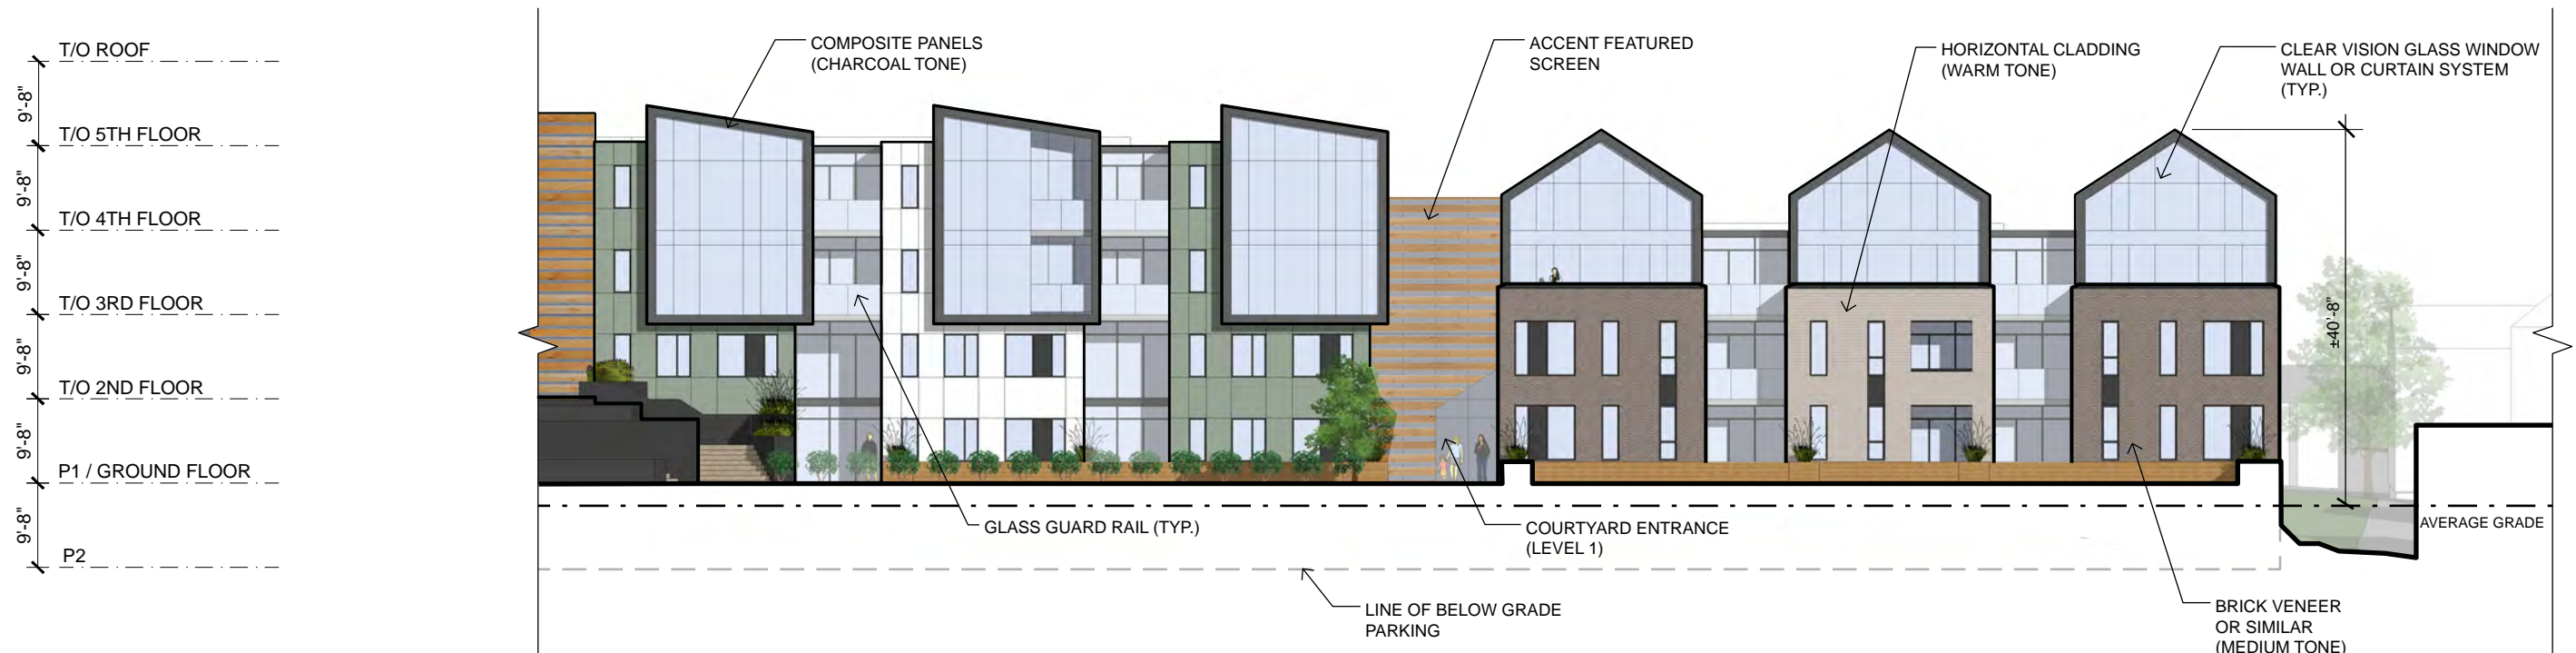 T/O ROOF
9'-8"
T/O 5TH FLOOR
9'-8"
T/O 4TH FLOOR
9'-8"
T/O 3RD FLOOR
9'-8"
T/O 2ND FLOOR
9'-8"
P1 / GROUND FLOOR
9'-8"
P2
COMPOSITE PANELS
(CHARCOAL TONE)
ACCENT FEATURED
SCREEN
HORIZONTAL CLADDING
(WARM TONE)
CLEAR VISION GLASS WINDOW
WALL OR CURTAIN SYSTEM
(TYP.)
±40'-8"
GLASS GUARD RAIL (TYP.)
COURTYARD ENTRANCE
(LEVEL 1)
AVERAGE GRADE
LINE OF BELOW GRADE
PARKING
BRICK VENEER
OR SIMILAR
(MEDIUM TONE)